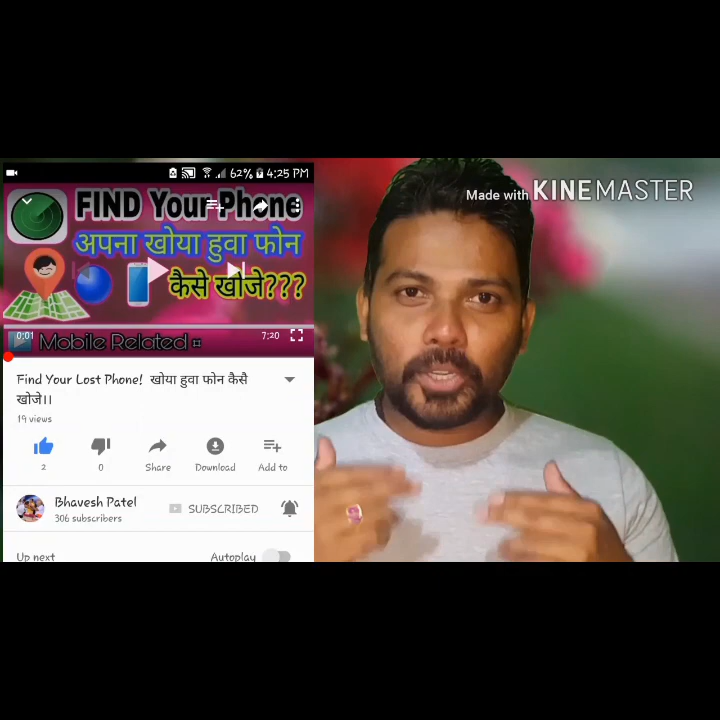 62% 4:25 PM
FIND Your Phone
अपना खोया हुवा फोन
कैसे खोजे???
0:01
7:20
Mobile Related
Find Your Lost Phone! खोया हुवा फोन कैसै
खोजे।।
19 views
2
0
Share
Download
Add to
Bhavesh Patel
SUBSCRIBED
306 subscribers
Up next
Autoplay
Made with KINEMASTER